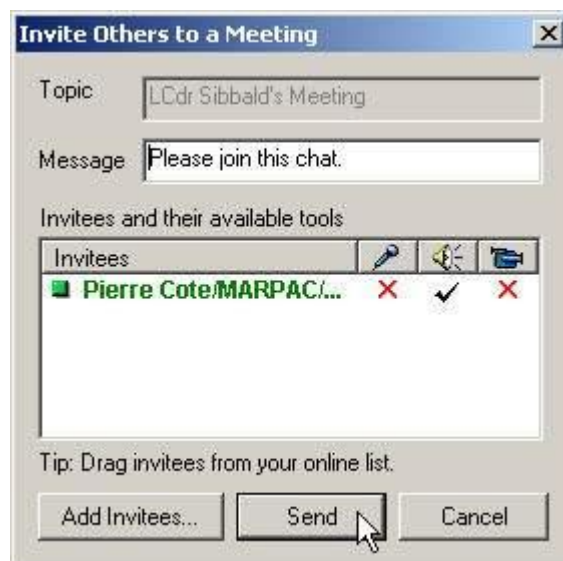 Invite Others to a Meeting
Topic LCdr Sibbald's Meeting
Message Please join this chat.
Invitees and their available tools
Invitees
Pierre Cote/MARPAC/...
Tip: Drag invitees from your online list.
Add Invitees... Send Cancel